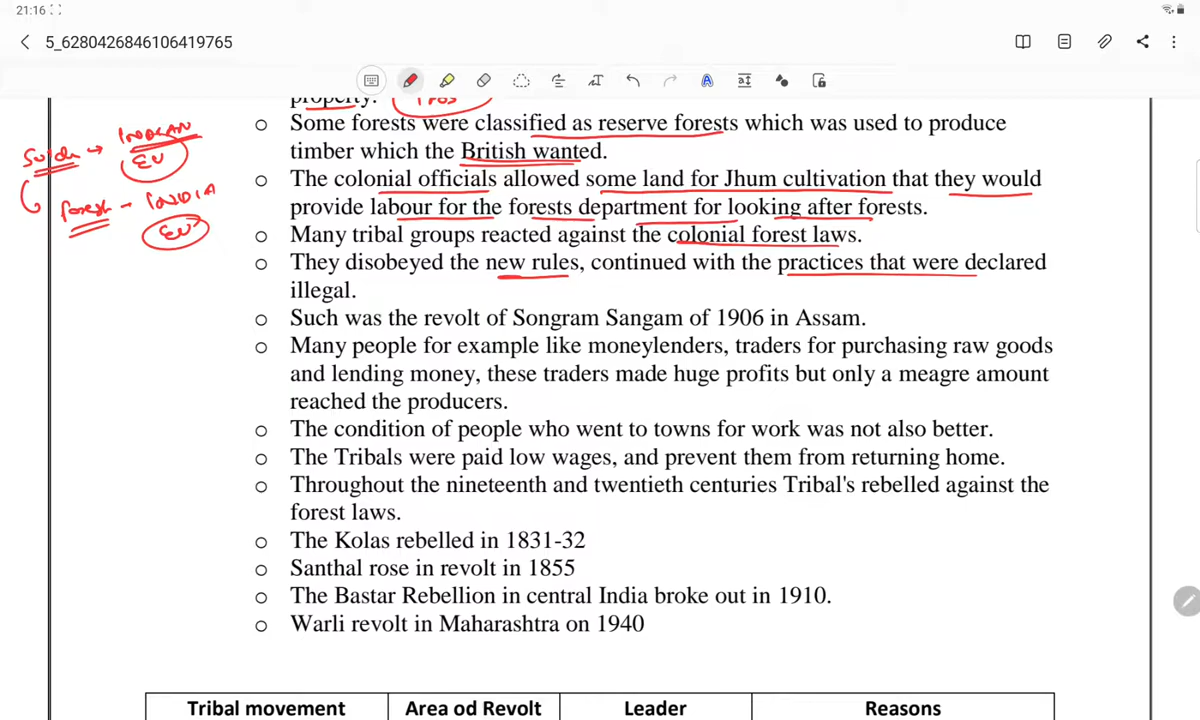 21:16
5_6280426846106419765
property.
INDIAN
EU
Forest - INDIA
EU
o Some forests were classified as reserve forests which was used to produce
timber which the British wanted.
o The colonial officials allowed some land for Jhum cultivation that they would
provide labour for the forests department for looking after forests.
o Many tribal groups reacted against the colonial forest laws.
o They disobeyed the new rules, continued with the practices that were declared
illegal.
o Such was the revolt of Songram Sangam of 1906 in Assam.
o Many people for example like moneylenders, traders for purchasing raw goods
and lending money, these traders made huge profits but only a meagre amount
reached the producers.
o The condition of people who went to towns for work was not also better.
o The Tribals were paid low wages, and prevent them from returning home.
o Throughout the nineteenth and twentieth centuries Tribal's rebelled against the
forest laws.
o The Kolas rebelled in 1831-32
o Santhal rose in revolt in 1855
o The Bastar Rebellion in central India broke out in 1910.
o Warli revolt in Maharashtra on 1940
Tribal movement Area od Revolt Leader Reasons